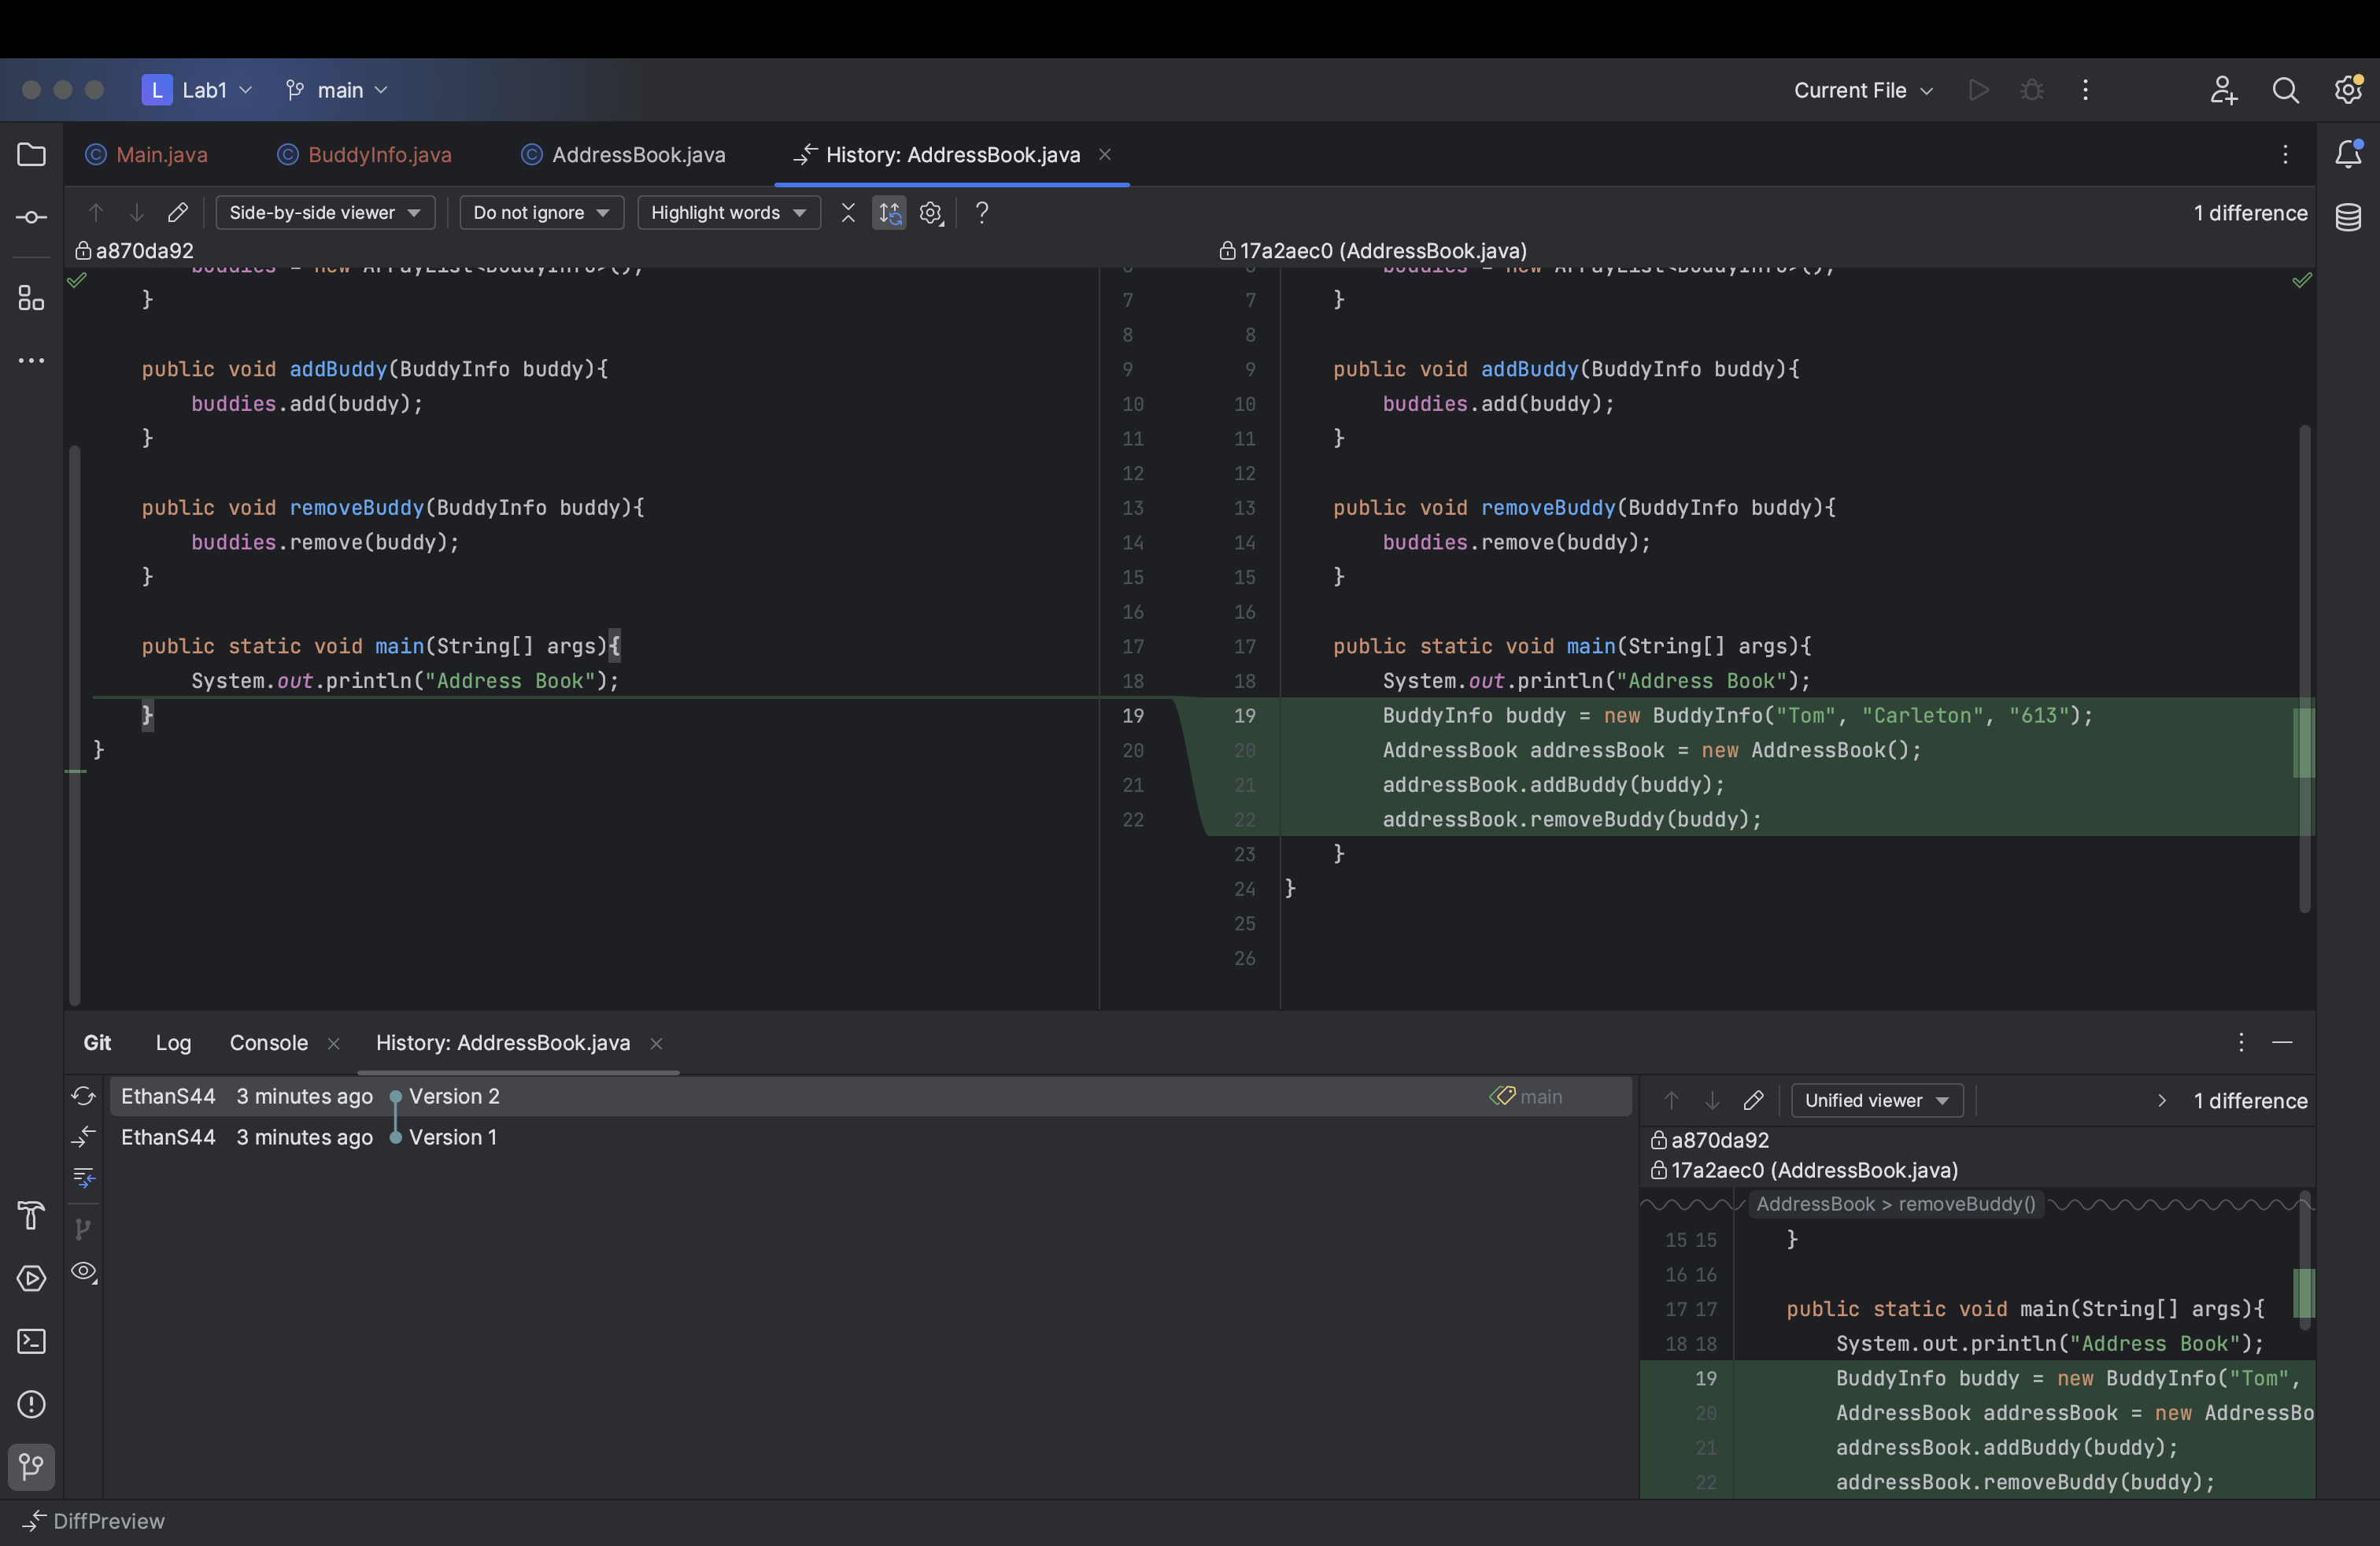 L Lab1 main Current File
Main.java BuddyInfo.java AddressBook.java History: AddressBook.java
Side-by-side viewer Do not ignore Highlight words ? 1 difference
a870da92
buddies = new ArrayList<BuddyInfo>();
}
public void addBuddy(BuddyInfo buddy){
buddies.add(buddy);
}
public void removeBuddy(BuddyInfo buddy){
buddies.remove(buddy);
}
public static void main(String[] args){
System.out.println("Address Book");
}
}
17a2aec0 (AddressBook.java)
6 6 buddies = new ArrayList<BuddyInfo>();
7 7 }
8 8
9 9 public void addBuddy(BuddyInfo buddy){
10 10 buddies.add(buddy);
11 11 }
12 12
13 13 public void removeBuddy(BuddyInfo buddy){
14 14 buddies.remove(buddy);
15 15 }
16 16
17 17 public static void main(String[] args){
18 18 System.out.println("Address Book");
19 19 BuddyInfo buddy = new BuddyInfo("Tom", "Carleton", "613");
20 20 AddressBook addressBook = new AddressBook();
21 21 addressBook.addBuddy(buddy);
22 22 addressBook.removeBuddy(buddy);
23 }
24 }
25
26
Git Log Console History: AddressBook.java
EthanS44 3 minutes ago Version 2 main
EthanS44 3 minutes ago Version 1
Unified viewer 1 difference
a870da92
17a2aec0 (AddressBook.java)
AddressBook > removeBuddy()
15 15 }
16 16
17 17 public static void main(String[] args){
18 18 System.out.println("Address Book");
19 BuddyInfo buddy = new BuddyInfo("Tom",
20 AddressBook addressBook = new AddressBo
21 addressBook.addBuddy(buddy);
22 addressBook.removeBuddy(buddy);
DiffPreview